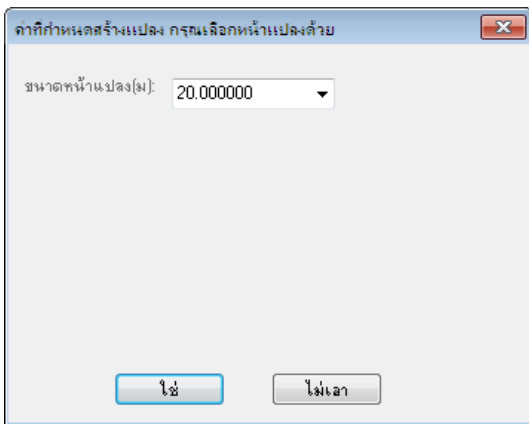 ค่าที่กำหนดสร้างแปลง กรุณเลือกหน้าแปลงด้วย
ขนาดหน้าแปลง(ม):
20.000000
ใช่
ไม่เอา